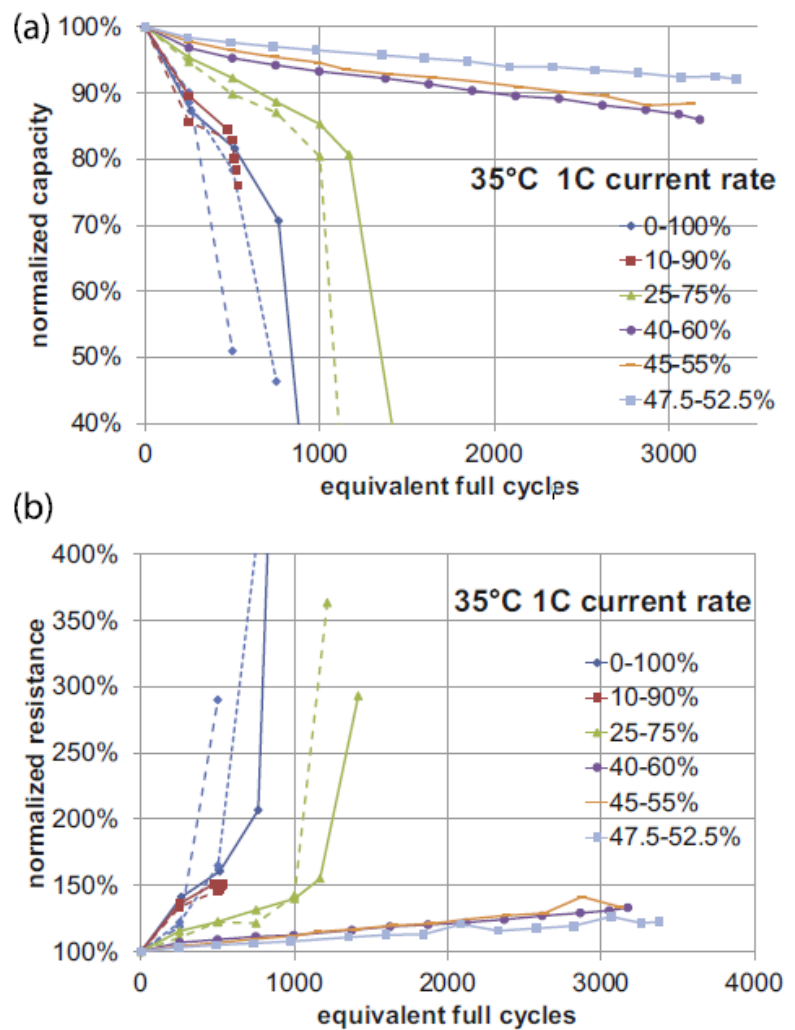 (a)
100%
90%
80%
70%
60%
50%
40%
normalized capacity
35°C 1C current rate
0-100%
10-90%
25-75%
40-60%
45-55%
47.5-52.5%
0 1000 2000 3000
equivalent full cycles
(b)
400%
350%
300%
250%
200%
150%
100%
normalized resistance
35°C 1C current rate
0-100%
10-90%
25-75%
40-60%
45-55%
47.5-52.5%
0 1000 2000 3000 4000
equivalent full cycles